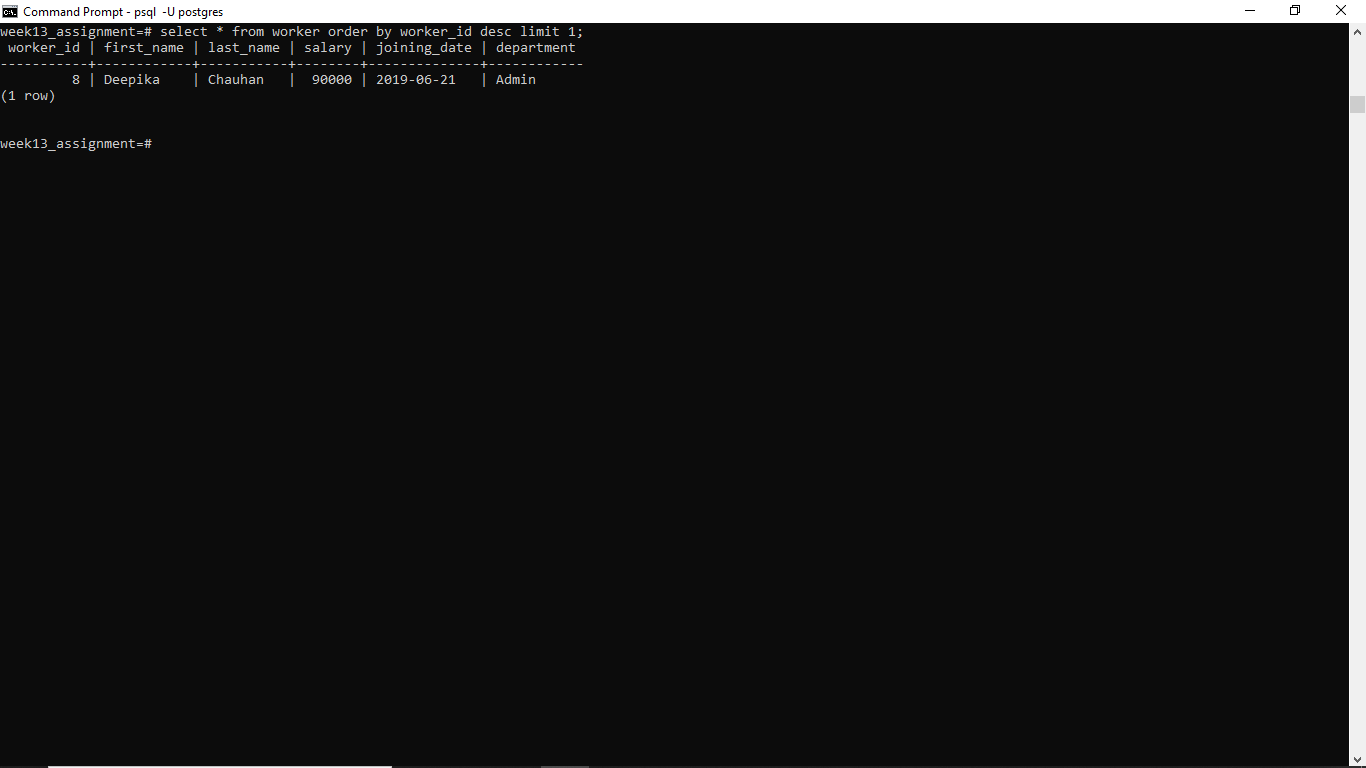 Command Prompt - psql  -U postgres
week13_assignment=# select * from worker order by worker_id desc limit 1;
 worker_id | first_name | last_name | salary | joining_date | department
-----------+------------+-----------+--------+--------------+------------
         8 | Deepika    | Chauhan   |  90000 | 2019-06-21   | Admin
(1 row)
week13_assignment=#